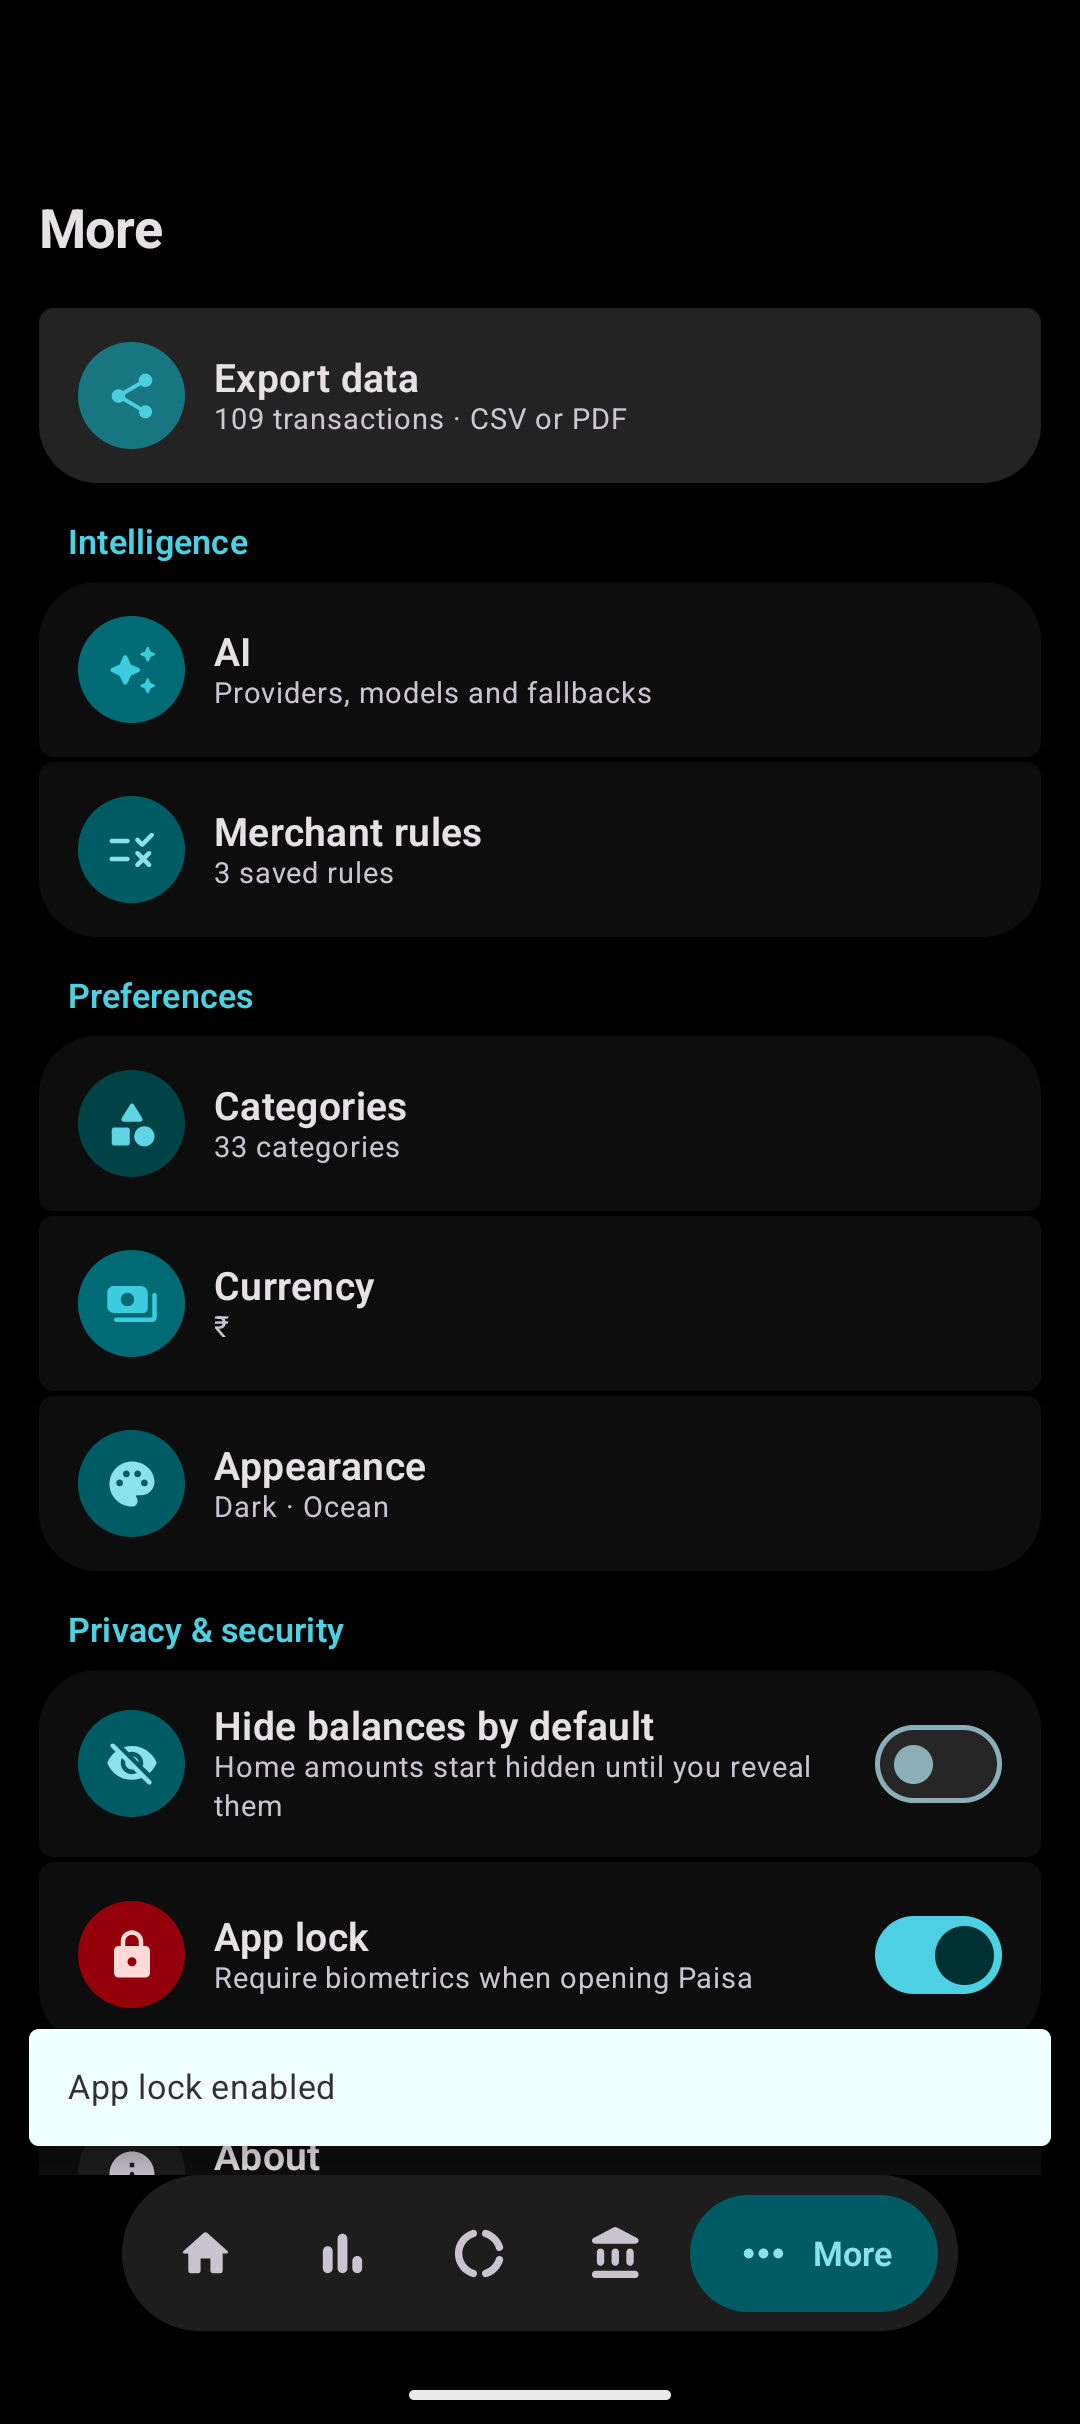 More
Export data
109 transactions · CSV or PDF
Intelligence
AI
Providers, models and fallbacks
Merchant rules
3 saved rules
Preferences
Categories
33 categories
Currency
₹
Appearance
Dark · Ocean
Privacy & security
Hide balances by default
Home amounts start hidden until you reveal
them
App lock
Require biometrics when opening Paisa
App lock enabled
About
More